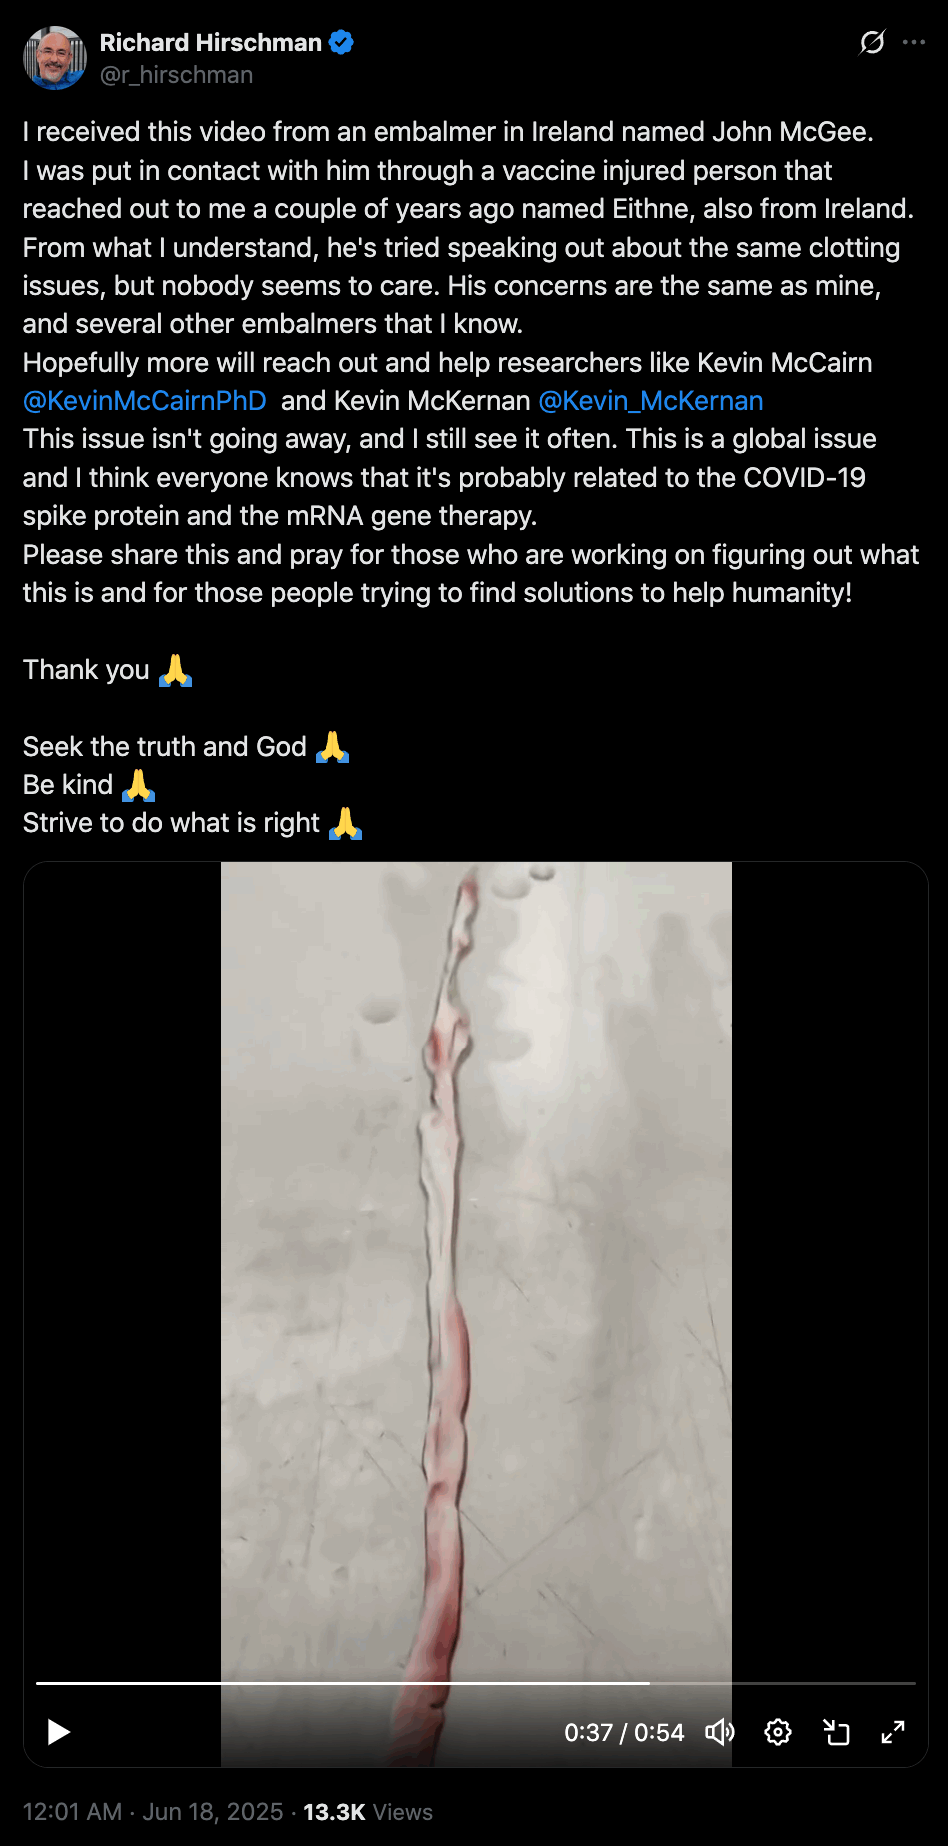 Richard Hirschman
@r_hirschman
I received this video from an embalmer in Ireland named John McGee.
I was put in contact with him through a vaccine injured person that
reached out to me a couple of years ago named Eithne, also from Ireland.
From what I understand, he's tried speaking out about the same clotting
issues, but nobody seems to care. His concerns are the same as mine,
and several other embalmers that I know.
Hopefully more will reach out and help researchers like Kevin McCairn
@KevinMcCairnPhD and Kevin McKernan @Kevin_McKernan
This issue isn't going away, and I still see it often. This is a global issue
and I think everyone knows that it's probably related to the COVID-19
spike protein and the mRNA gene therapy.
Please share this and pray for those who are working on figuring out what
this is and for those people trying to find solutions to help humanity!
Thank you 🙏
Seek the truth and God 🙏
Be kind 🙏
Strive to do what is right 🙏
0:37 / 0:54
12:01 AM · Jun 18, 2025 · 13.3K Views